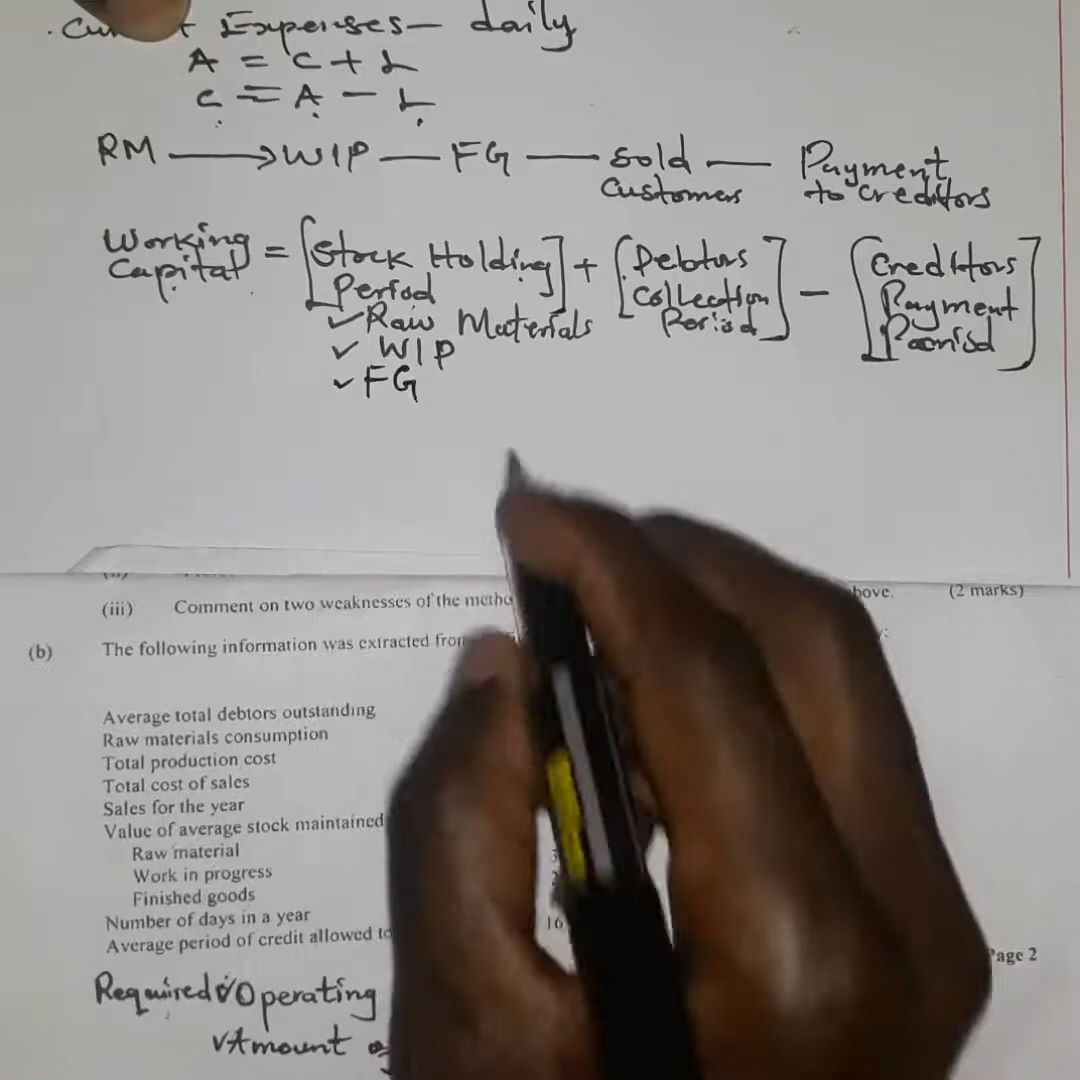 Expenses — daily
A = C + L
C = A - L
RM → WIP — FG — Sold — Payment
Customers to Creditors
Working Capital = [Stock Holding Period] + [Debtors Collection Period] - [Creditors Payment Period]
✓ Raw Materials
✓ WIP
✓ FG
(iii) Comment on two weaknesses of the (2 marks)
(b) The following information was extracted
Average total debtors outstanding
Raw materials consumption
Total production cost
Total cost of sales
Sales for the year
Value of average stock maintained
Raw material
Work in progress
Finished goods
Number of days in a year
Average period of credit allowed
Page 2
Required ✓ Operating
✓ Amount